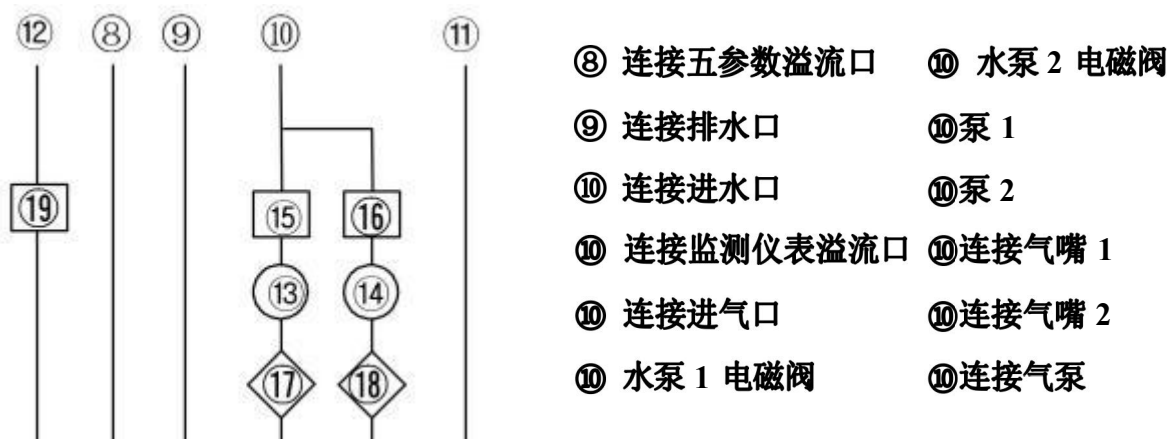 ⑫ ⑧ ⑨ ⑩ ⑪
⑲ ⑮ ⑯
⑬ ⑭
⑰ ⑱
⑧ 连接五参数溢流口
⑨ 连接排水口
⑩ 连接进水口
⑩ 连接监测仪表溢流口
⑩ 连接进气口
⑩ 水泵 1 电磁阀
⑩ 水泵 2 电磁阀
⑩泵 1
⑩泵 2
⑩连接气嘴 1
⑩连接气嘴 2
⑩连接气泵